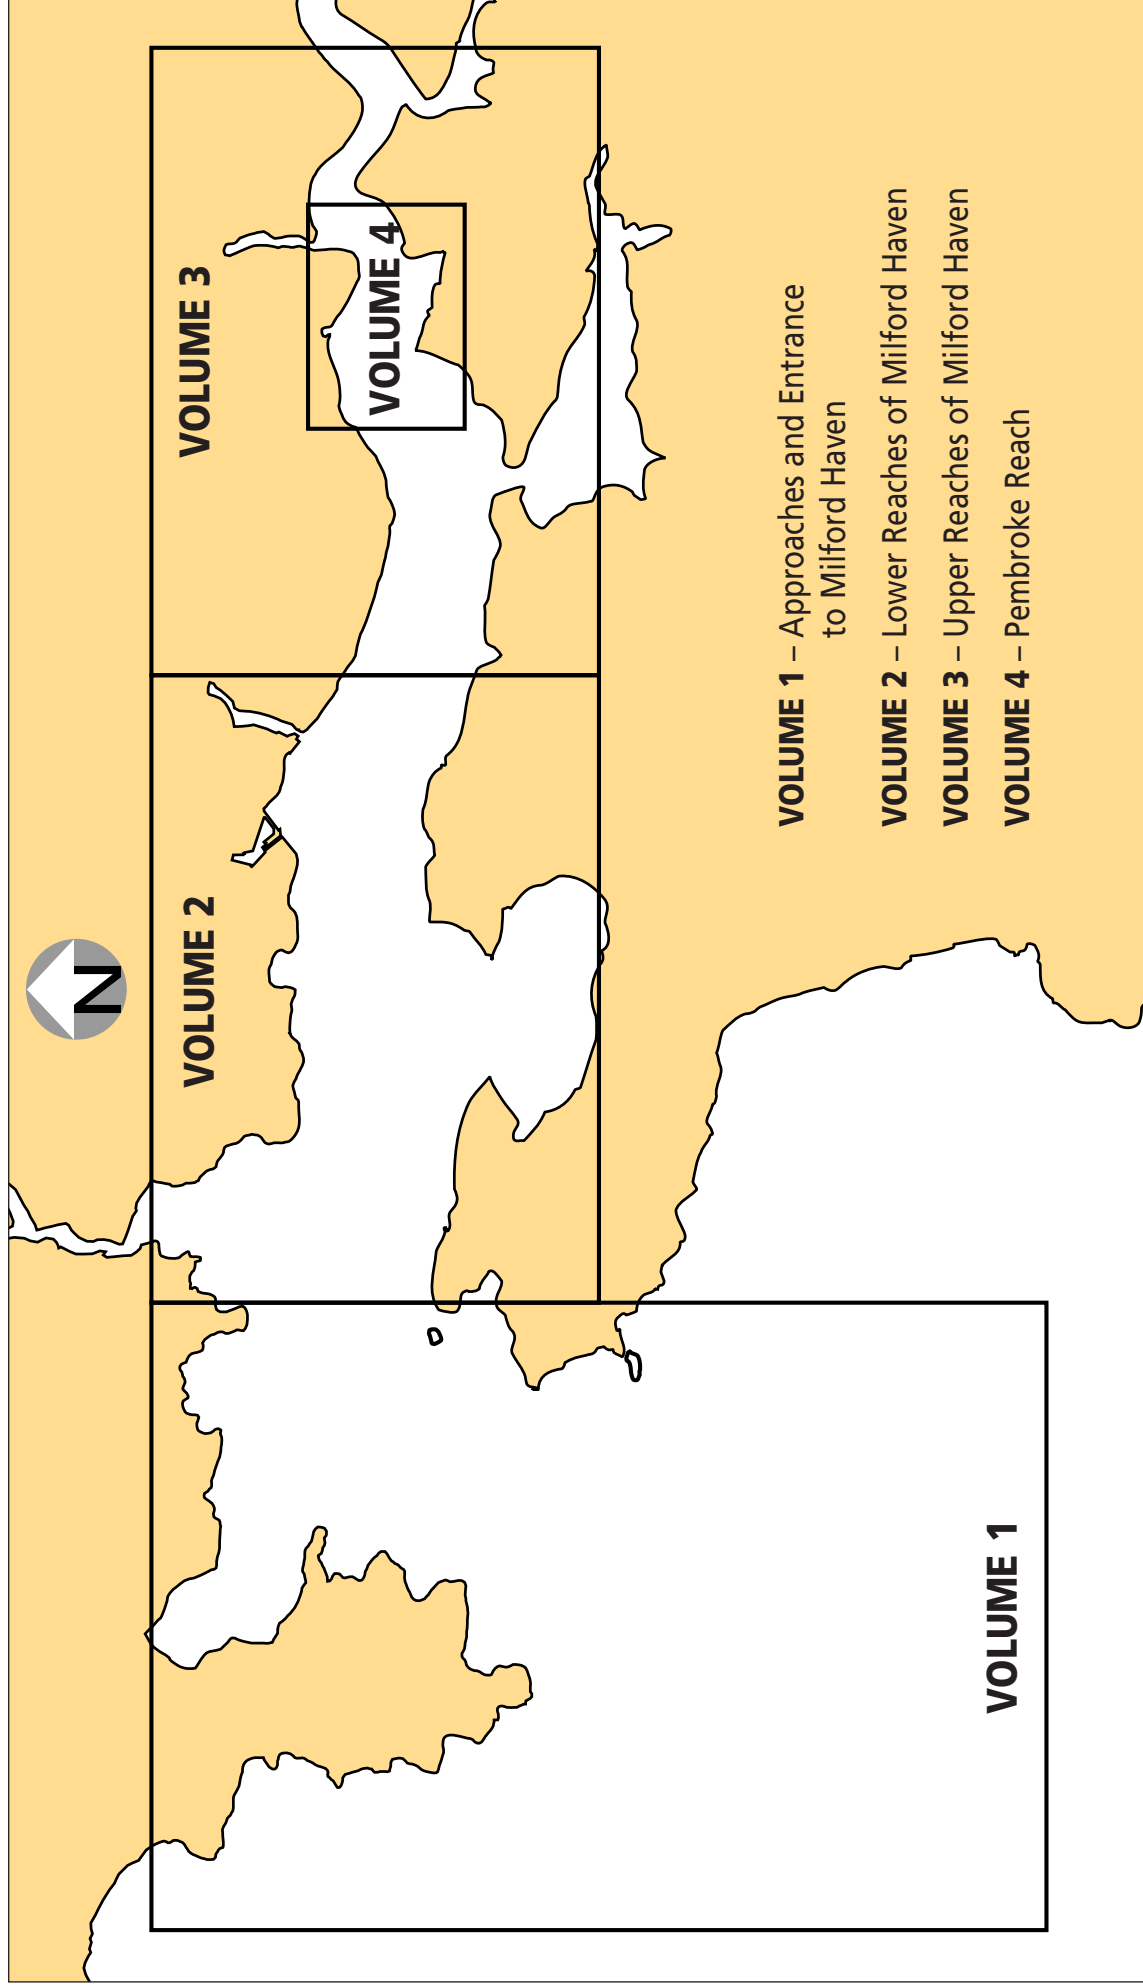 N
VOLUME 1
VOLUME 2
VOLUME 3
VOLUME 4
VOLUME 1 – Approaches and Entrance
to Milford Haven
VOLUME 2 – Lower Reaches of Milford Haven
VOLUME 3 – Upper Reaches of Milford Haven
VOLUME 4 – Pembroke Reach